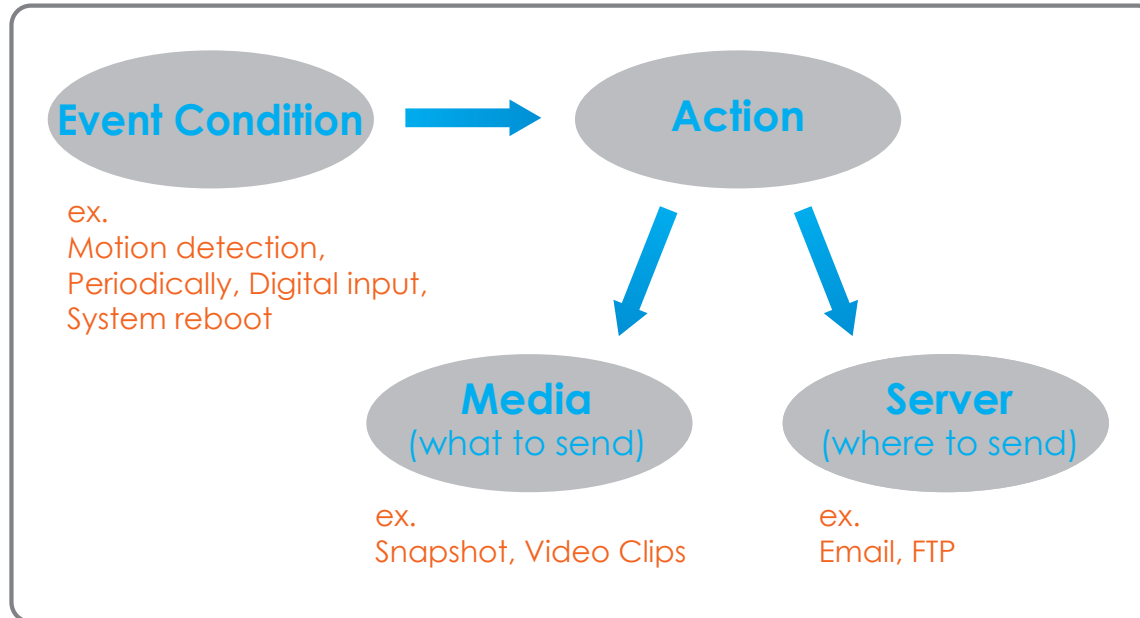 Event Condition
Action
ex.
Motion detection,
Periodically, Digital input,
System reboot
Media
(what to send)
ex.
Snapshot, Video Clips
Server
(where to send)
ex.
Email, FTP